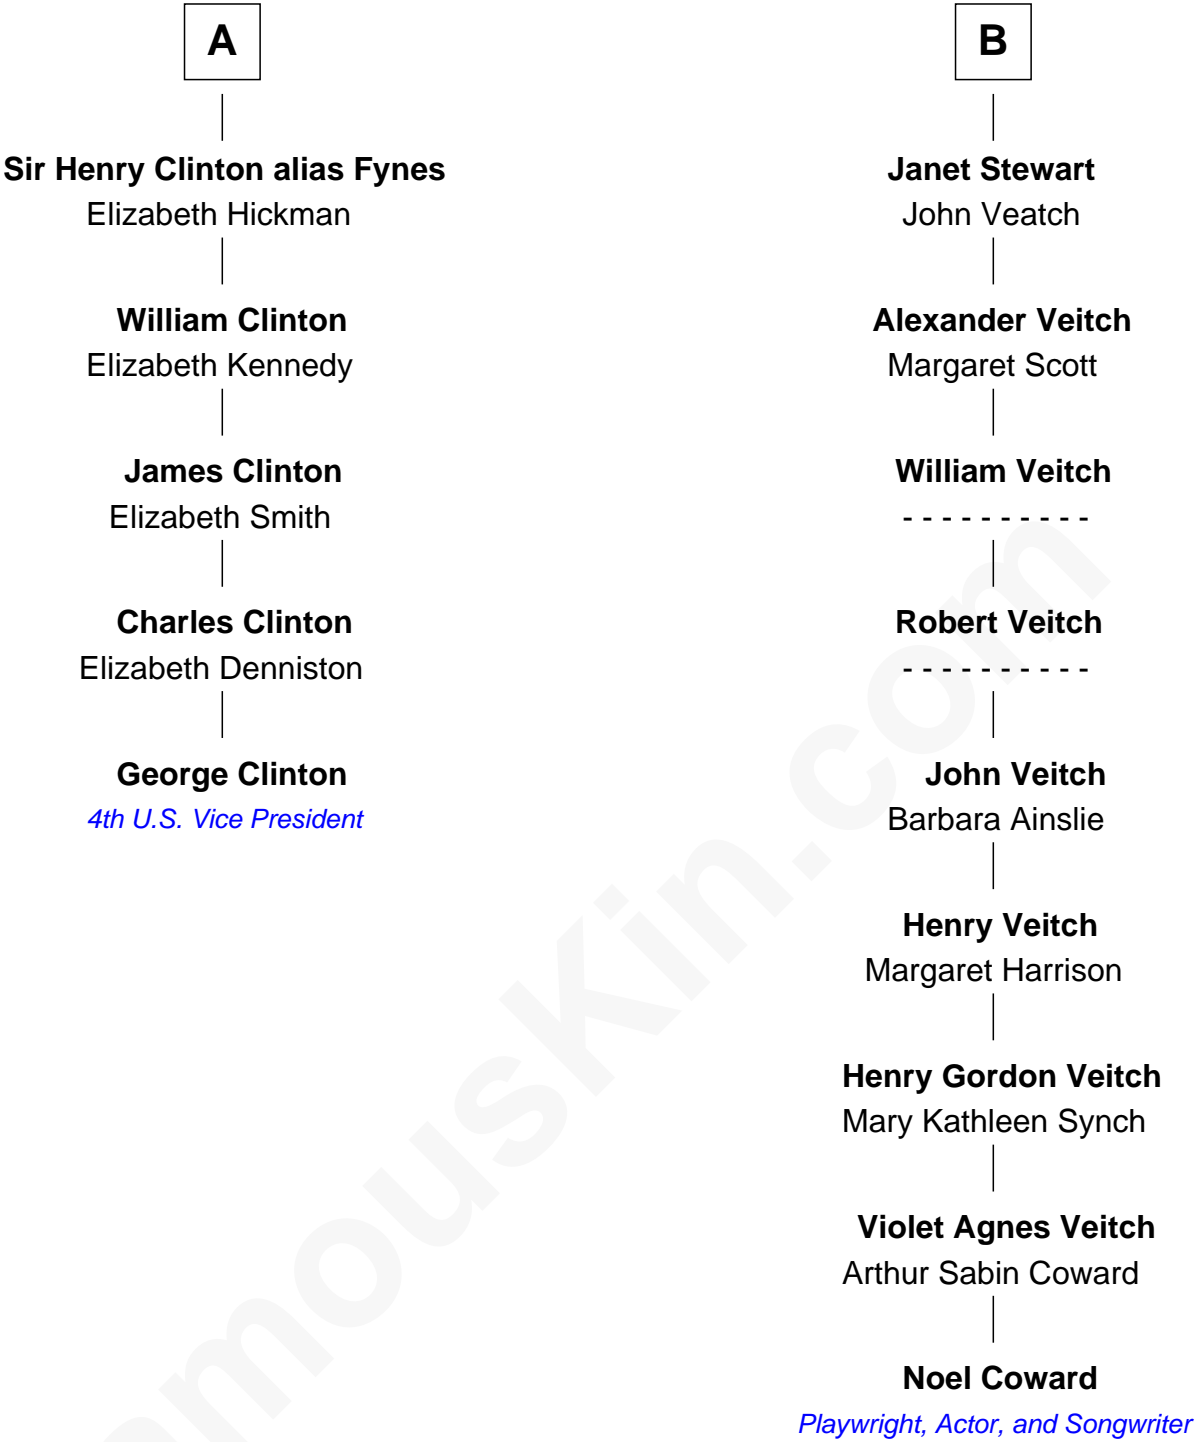 A
Sir Henry Clinton alias Fynes
Elizabeth Hickman
William Clinton
Elizabeth Kennedy
James Clinton
Elizabeth Smith
Charles Clinton
Elizabeth Denniston
George Clinton
4th U.S. Vice President
B
Janet Stewart
John Veatch
Alexander Veitch
Margaret Scott
William Veitch
- - - - - - - - - -
Robert Veitch
- - - - - - - - - -
John Veitch
Barbara Ainslie
Henry Veitch
Margaret Harrison
Henry Gordon Veitch
Mary Kathleen Synch
Violet Agnes Veitch
Arthur Sabin Coward
Noel Coward
Playwright, Actor, and Songwriter
amousKin.com